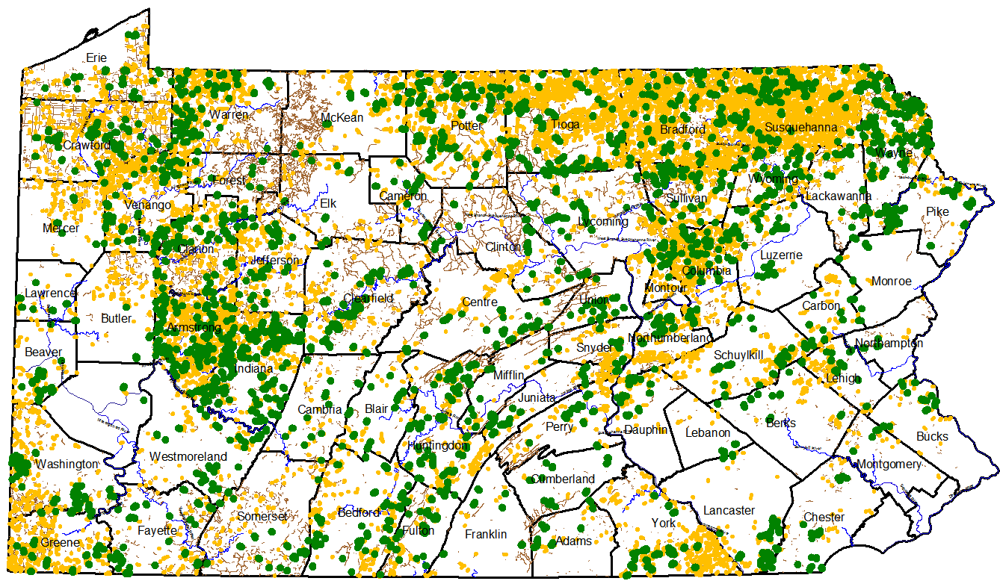 Erie
Warren
McKean
Potter
Tioga
Bradford
Susquehanna
Crawford
Wayne
Forest
Wyoming
Venango
Elk
Cameron
Sullivan
Lackawanna
Pike
Mercer
Lycoming
Clarion
Clinton
Jefferson
Luzerne
Columbia
Monroe
Montour
Lawrence
Clearfield
Centre
Union
Carbon
Butler
Armstrong
Northumberland
Northampton
Beaver
Snyder
Schuylkill
Indiana
Mifflin
Lehigh
Juniata
Cambria
Blair
Perry
Dauphin
Lebanon
Berks
Bucks
Huntingdon
Westmoreland
Washington
Montgomery
Cumberland
Somerset
Bedford
Lancaster
Chester
Fayette
Fulton
Franklin
York
Adams
Greene